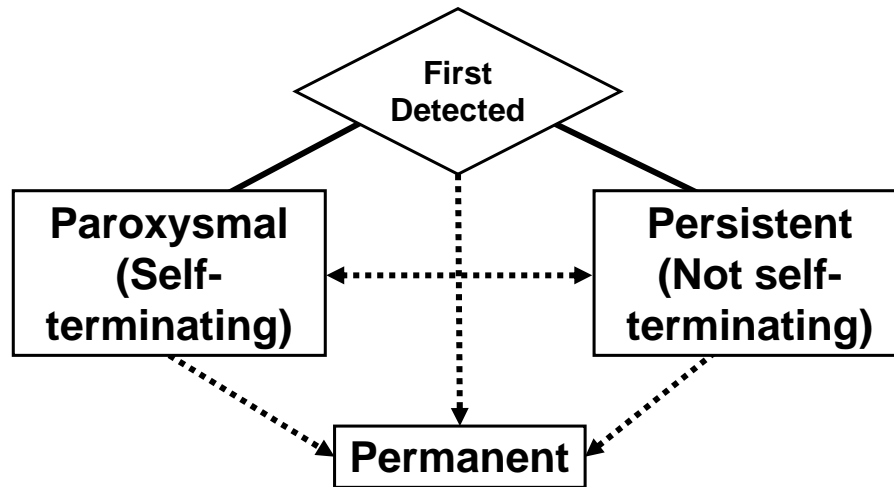 First
Detected
Paroxysmal
(Self-
terminating)
Persistent
(Not self-
terminating)
Permanent